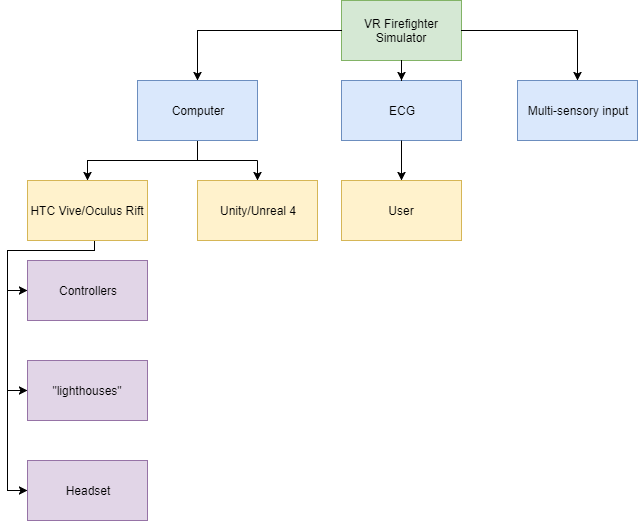 VR Firefighter
Simulator
Computer
ECG
Multi-sensory input
HTC Vive/Oculus Rift
Unity/Unreal 4
User
Controllers
"lighthouses"
Headset